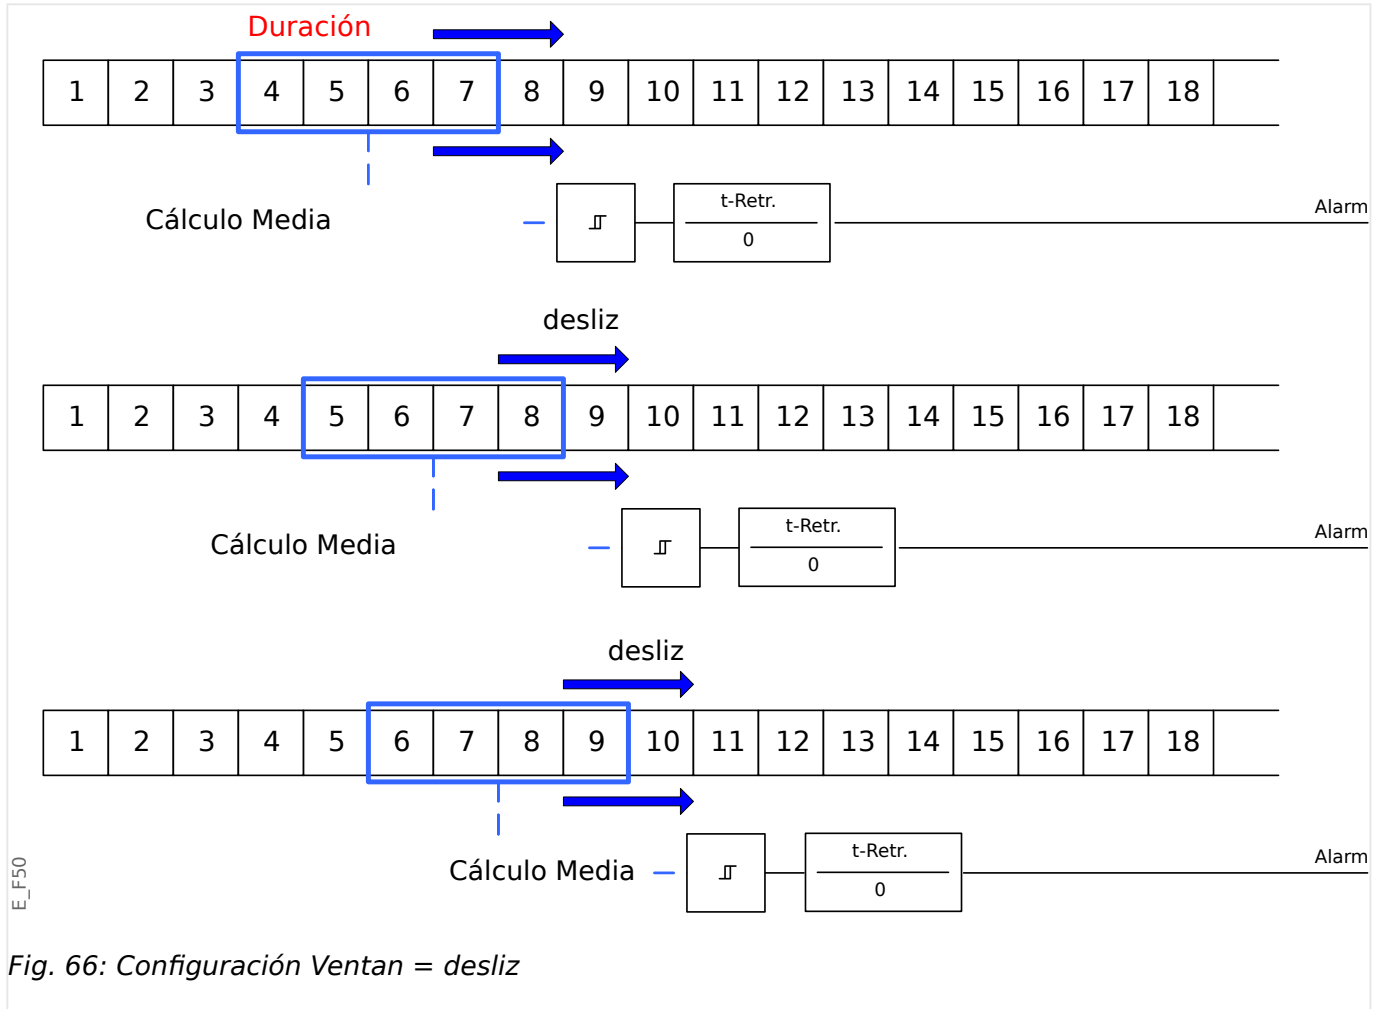 Duración
1 2 3 4 5 6 7 8 9 10 11 12 13 14 15 16 17 18
t-Retr.
Alarm
Cálculo Media
0
desliz
1 2 3 4 5 6 7 8 9 10 11 12 13 14 15 16 17 18
t-Retr.
Alarm
Cálculo Media
0
desliz
1 2 3 4 5 6 7 8 9 10 11 12 13 14 15 16 17 18
t-Retr.
Alarm
Cálculo Media
0
E_F50
Fig. 66: Configuración Ventan = desliz